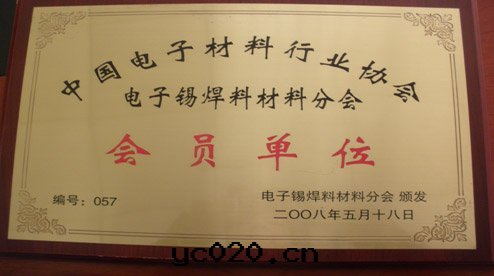 中国电子材料行业协会
电子锡焊料材料分会
会员单位
编号：057
电子锡焊料材料分会 颁发
二〇〇八年五月十八日
yc020.cn